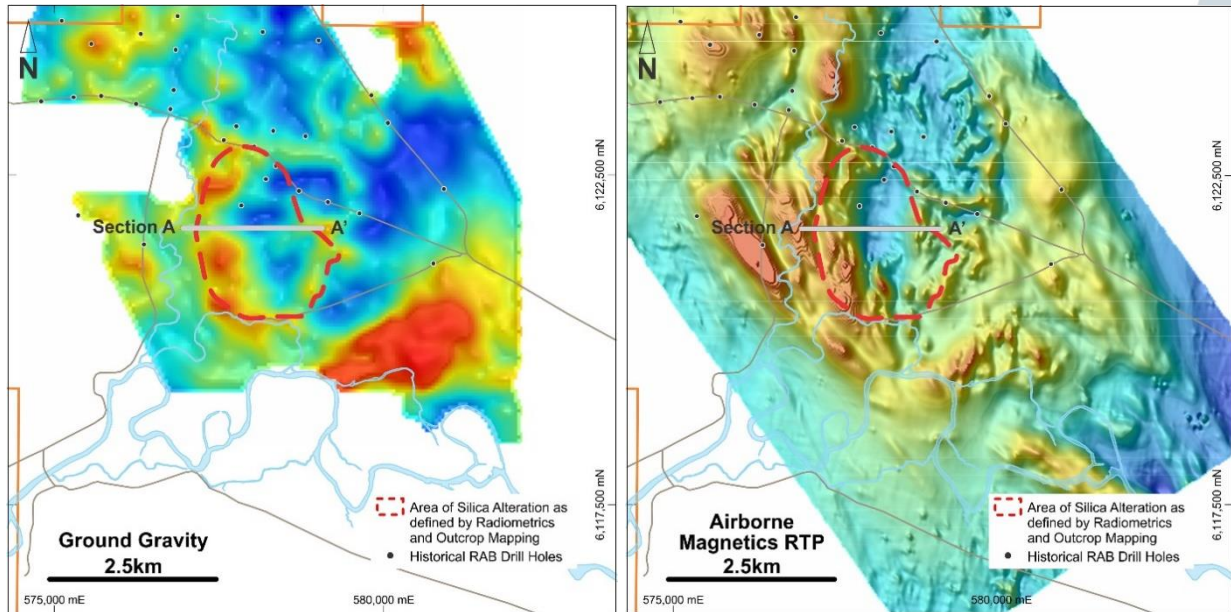 N
Section A
A'
6,122,500 mN
6,117,500 mN
Area of Silica Alteration as
defined by Radiometrics
and Outcrop Mapping
Historical RAB Drill Holes
Ground Gravity
2.5km
575,000 mE
580,000 mE
N
Section A
A'
6,122,500 mN
6,117,500 mN
Area of Silica Alteration as
defined by Radiometrics
and Outcrop Mapping
Historical RAB Drill Holes
Airborne
Magnetics RTP
2.5km
575,000 mE
580,000 mE